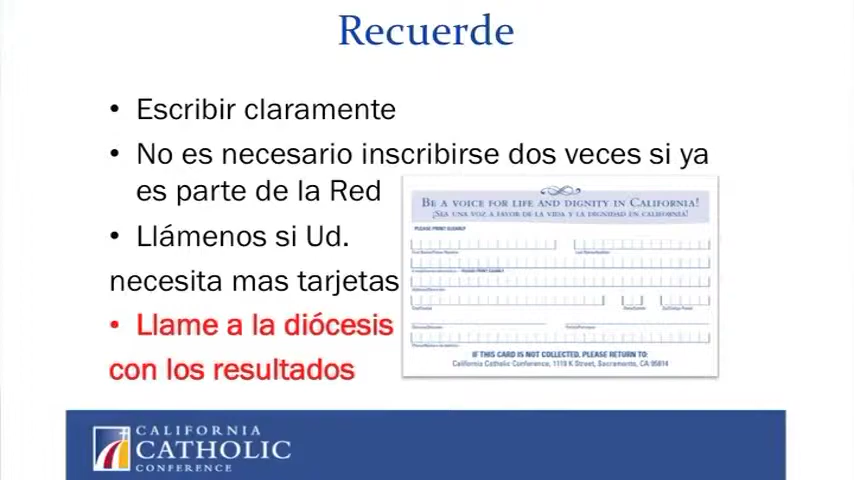 Recuerde
• Escribir claramente
• No es necesario inscribirse dos veces si ya
es parte de la Red
• Llámenos si Ud.
necesita mas tarjetas
• Llame a la diócesis
con los resultados
BE A VOICE FOR LIFE AND DIGNITY IN CALIFORNIA!
¡SEA UNA VOZ A FAVOR DE LA VIDA Y LA DIGNIDAD EN CALIFORNIA!
PLEASE PRINT CLEARLY
IF THIS CARD IS NOT COLLECTED, PLEASE RETURN TO:
California Catholic Conference, 1119 K Street, Sacramento, CA 95814
CALIFORNIA
CATHOLIC
CONFERENCE